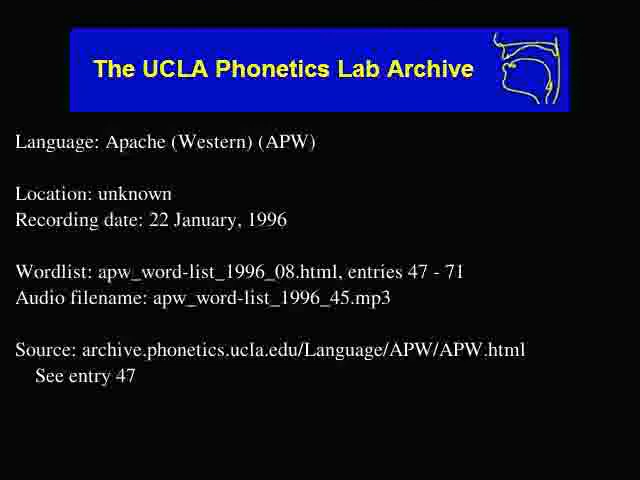 The UCLA Phonetics Lab Archive
Language: Apache (Western) (APW)
Location: unknown
Recording date: 22 January, 1996
Wordlist: apw_word-list_1996_08.html, entries 47 - 71
Audio filename: apw_word-list_1996_45.mp3
Source: archive.phonetics.ucla.edu/Language/APW/APW.html
See entry 47